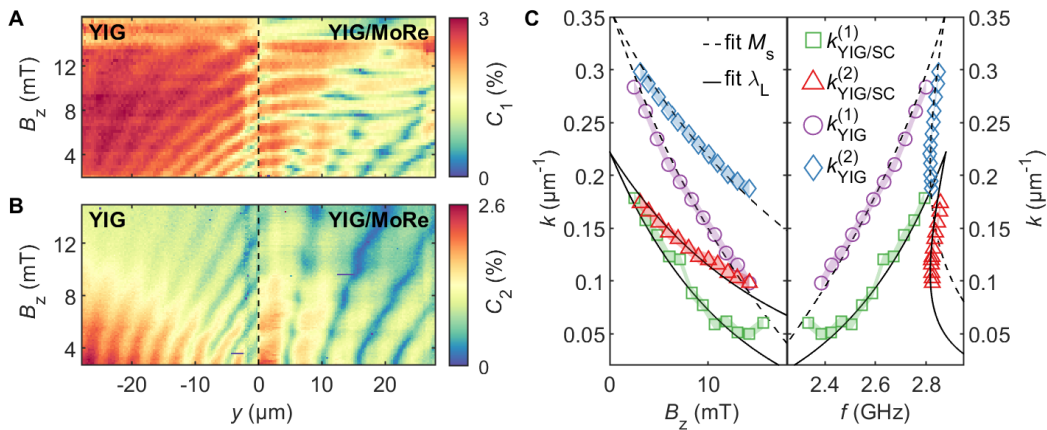 A
YIG
YIG/MoRe
12
8
4
B_z (mT)
3
0
C_1 (%)
B
YIG
YIG/MoRe
12
8
4
B_z (mT)
2.6
0
C_2 (%)
-20
-10
0
10
20
y (μm)
C
0.35
0.3
0.25
0.2
0.15
0.1
0.05
k (μm⁻¹)
fit M_s
fit λ_L
0
10
B_z (mT)
k^(1)_YIG/SC
k^(2)_YIG/SC
k^(1)_YIG
k^(2)_YIG
2.4
2.6
2.8
f (GHz)
0.35
0.3
0.25
0.2
0.15
0.1
0.05
k (μm⁻¹)